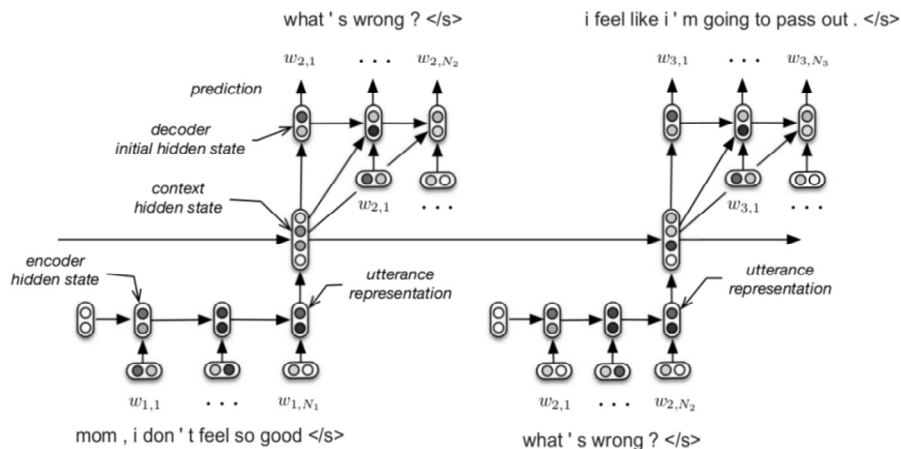 what ' s wrong ? </s>
i feel like i ' m going to pass out . </s>
w2,1 . . . w2,N2
w3,1 . . . w3,N3
prediction
decoder
initial hidden state
context
hidden state
w2,1 . . .
w3,1 . . .
encoder
hidden state
utterance
representation
utterance
representation
w1,1 . . . w1,N1
w2,1 . . . w2,N2
mom , i don ' t feel so good </s>
what ' s wrong ? </s>